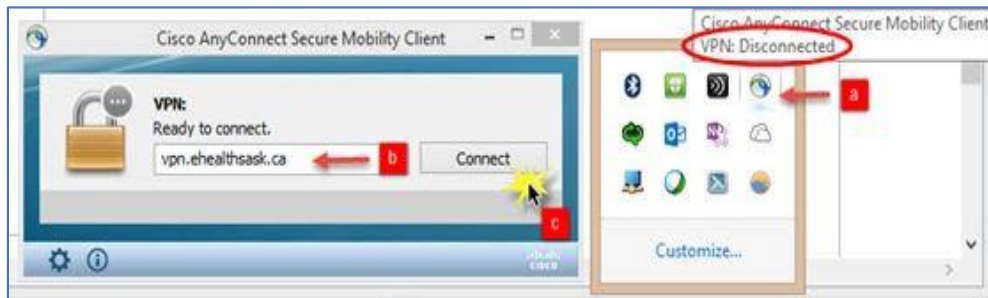 Cisco AnyConnect Secure Mobility Client
VPN:
Ready to connect.
vpn.ehealthsask.ca
b
Connect
c
cisco
Cisco AnyConnect Secure Mobility Client
VPN: Disconnected
a
Customize...